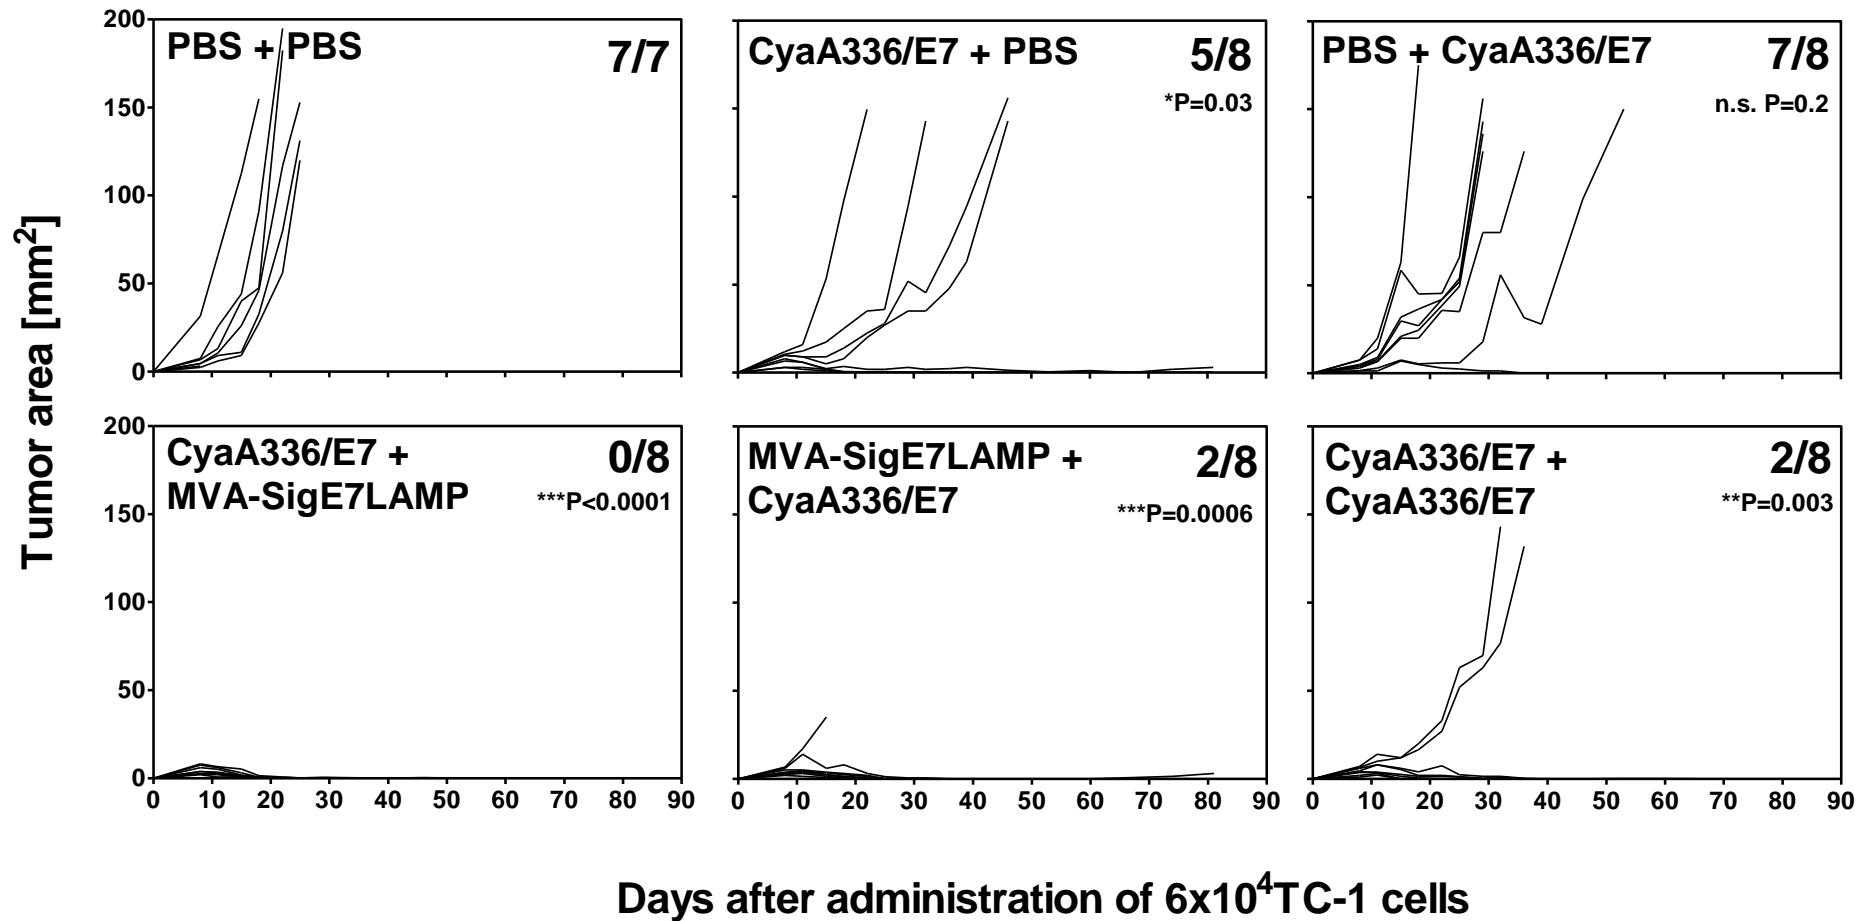 PBS + PBS
7/7
CyaA336/E7 + PBS
5/8
*P=0.03
PBS + CyaA336/E7
7/8
n.s. P=0.2
200
150
100
50
0
Tumor area [mm²]
CyaA336/E7 +
MVA-SigE7LAMP
0/8
***P<0.0001
MVA-SigE7LAMP +
CyaA336/E7
2/8
***P=0.0006
CyaA336/E7 +
CyaA336/E7
2/8
**P=0.003
200
150
100
50
0
0 10 20 30 40 50 60 70 80 90
0 10 20 30 40 50 60 70 80 90
0 10 20 30 40 50 60 70 80 90
Days after administration of 6x10⁴TC-1 cells